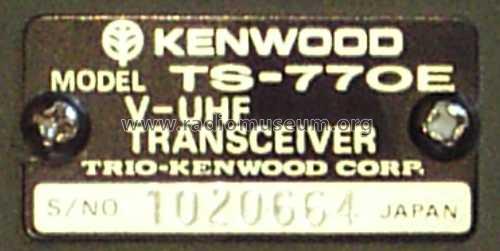 KENWOOD
MODEL TS-770E
V-UHF
www.radiomuseum.org
TRANSCEIVER
TRIO-KENWOOD CORP.
S/NO 1020664 JAPAN